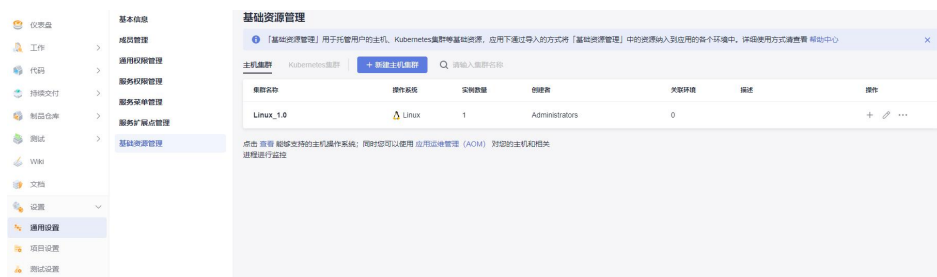 仪表盘
工作
代码
持续交付
制品仓库
测试
Wiki
文档
设置
通用设置
项目设置
测试设置
基本信息
成员管理
通用权限管理
服务权限管理
服务菜单管理
服务扩展点管理
基础资源管理
基础资源管理
「基础资源管理」用于托管用户的主机、Kubernetes集群等基础资源，应用下通过导入的方式将「基础资源管理」中的资源纳入到应用的各个环境中。详细使用方式请查看 帮助中心
主机集群 Kubernetes集群 + 新建主机集群 请输入集群名称
集群名称 操作系统 实例数量 创建者 关联环境 描述 操作
Linux_1.0 Linux 1 Administrators 0
点击 查看 能够支持的主机操作系统；同时您可以使用 应用运维管理（AOM） 对您的主机和相关
进程进行监控